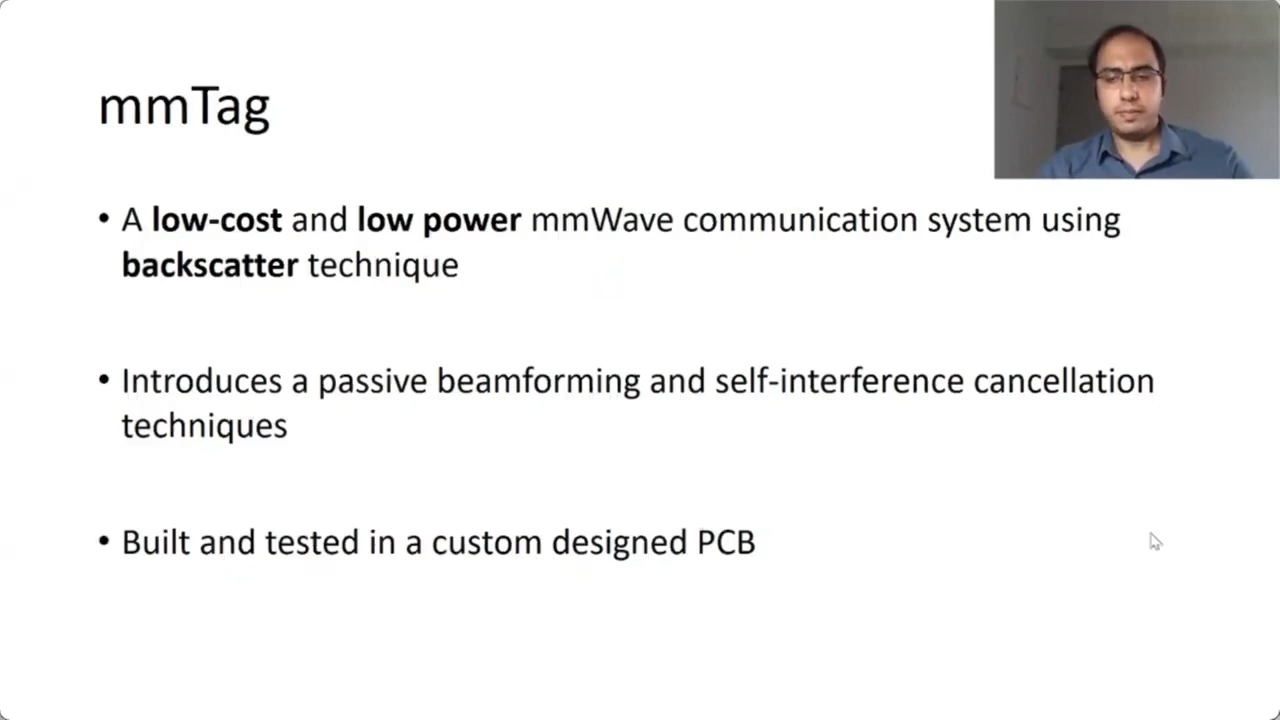 mmTag
• A low-cost and low power mmWave communication system using
backscatter technique
• Introduces a passive beamforming and self-interference cancellation
techniques
• Built and tested in a custom designed PCB